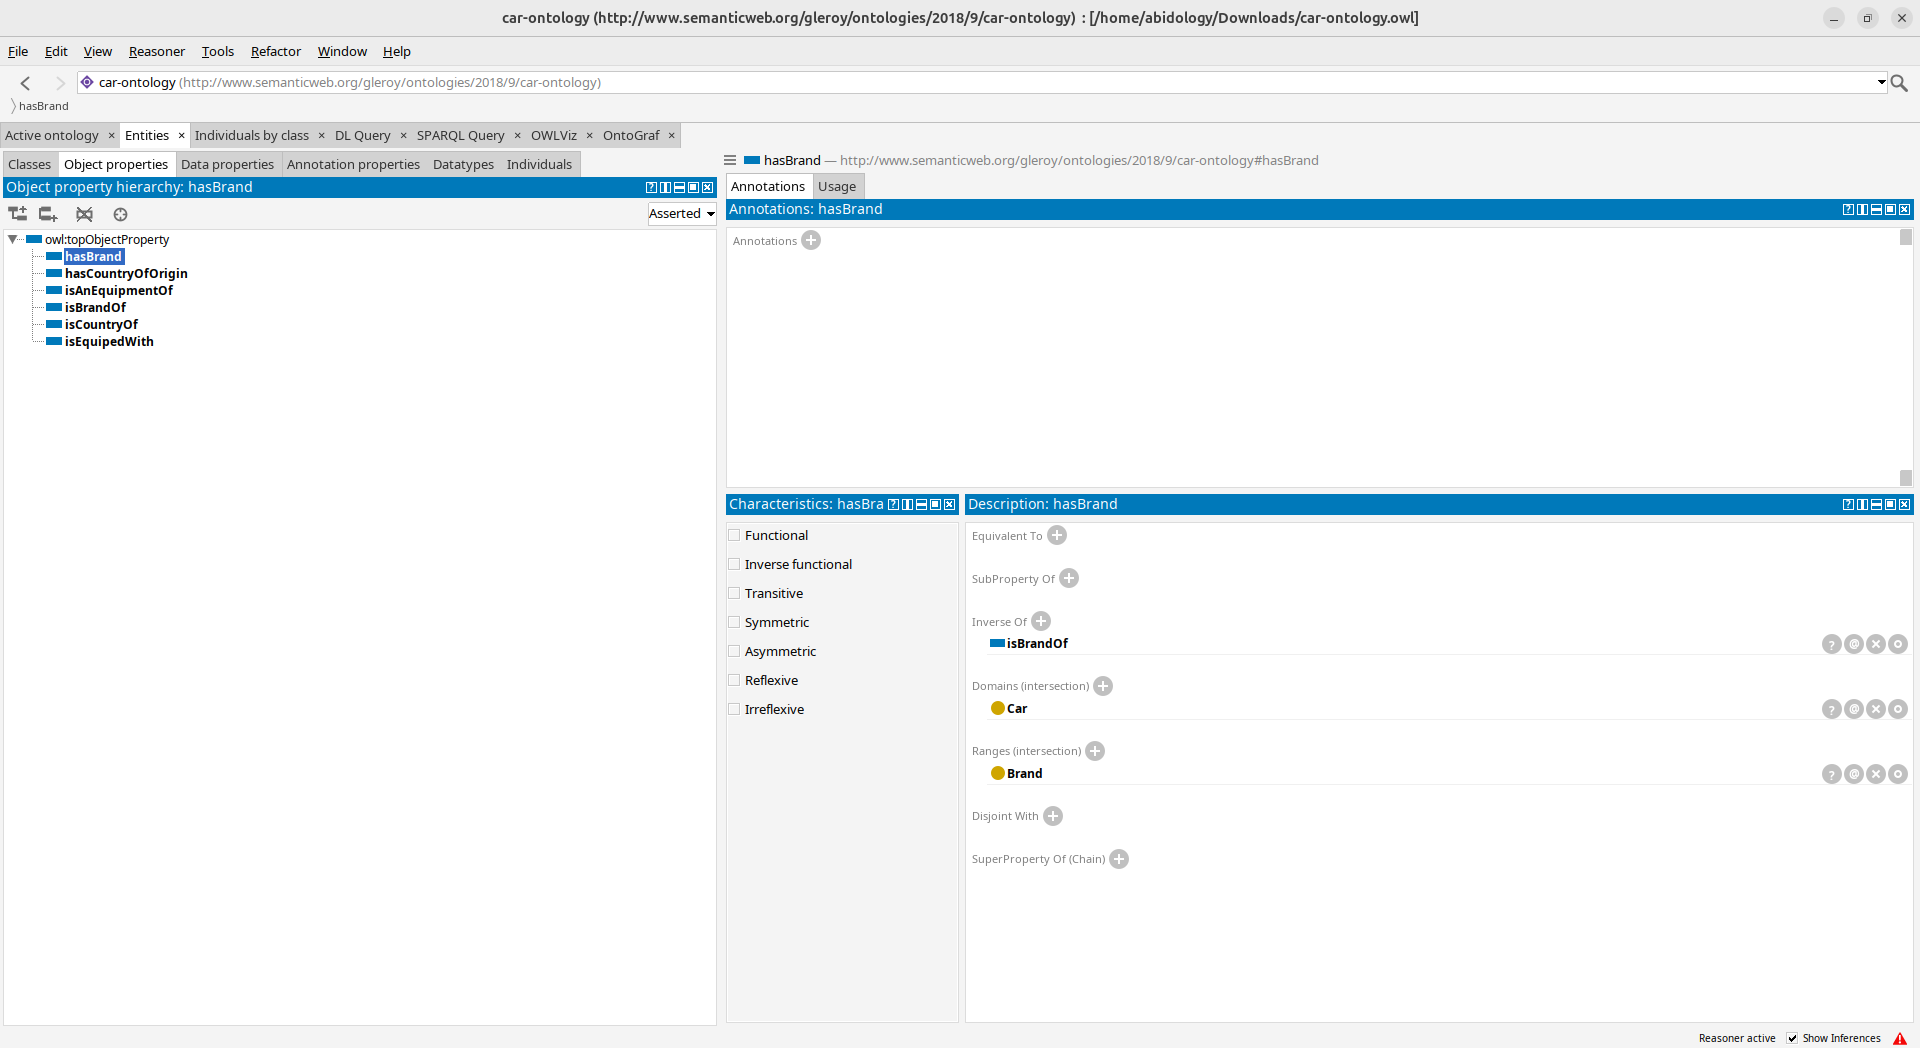 car-ontology (http://www.semanticweb.org/gleroy/ontologies/2018/9/car-ontology) : [/home/abidology/Downloads/car-ontology.owl]
File Edit View Reasoner Tools Refactor Window Help
car-ontology (http://www.semanticweb.org/gleroy/ontologies/2018/9/car-ontology)
hasBrand
Active ontology × Entities × Individuals by class × DL Query × SPARQL Query × OWLViz × OntoGraf ×
Classes Object properties Data properties Annotation properties Datatypes Individuals
Object property hierarchy: hasBrand
Asserted
owl:topObjectProperty
hasBrand
hasCountryOfOrigin
isAnEquipmentOf
isBrandOf
isCountryOf
isEquipedWith
hasBrand — http://www.semanticweb.org/gleroy/ontologies/2018/9/car-ontology#hasBrand
Annotations Usage
Annotations: hasBrand
Annotations
Characteristics: hasBra
Functional
Inverse functional
Transitive
Symmetric
Asymmetric
Reflexive
Irreflexive
Description: hasBrand
Equivalent To
SubProperty Of
Inverse Of
isBrandOf
Domains (intersection)
Car
Ranges (intersection)
Brand
Disjoint With
SuperProperty Of (Chain)
Reasoner active Show Inferences